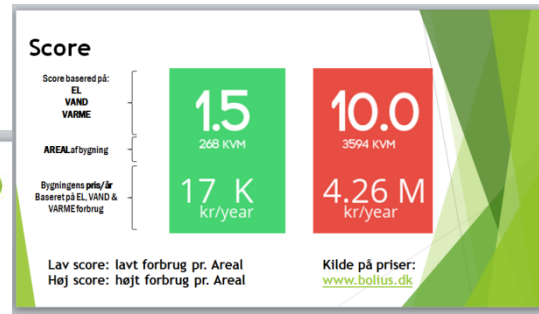 Score
Score basered på:
EL
VAND
VARME
AREAL af bygning
Bygningens pris/år
Baseret på EL, VAND &
VARME forbrug
1.5
268 KVM
17 K
kr/year
10.0
3594 KVM
4.26 M
kr/year
Lav score: lavt forbrug pr. Areal
Høj score: højt forbrug pr. Areal
Kilde på priser:
www.bolius.dk